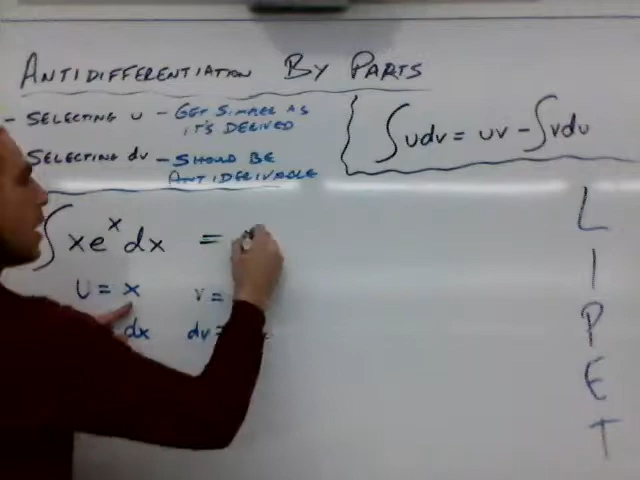 ANTIDIFFERENTIATION BY PARTS
- SELECTING U - GET SIMPLER AS IT'S DERIVED
SELECTING dv - SHOULD BE ANTIDERIVABLE
∫udv = uv - ∫vdu
∫xe^x dx =
U = x
v =
dx
dv =
L
I
P
E
T